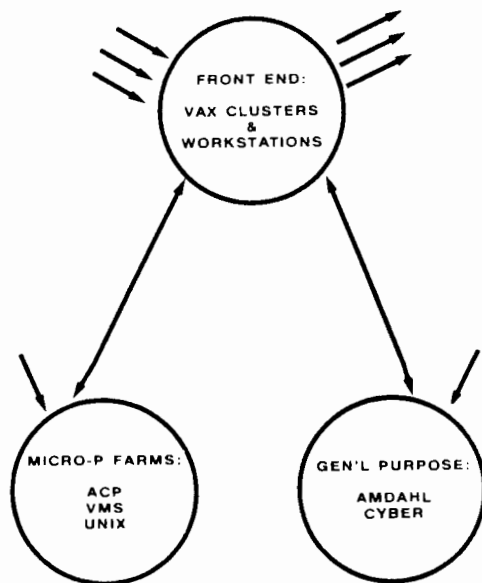 FRONT END:
VAX CLUSTERS
&
WORKSTATIONS
MICRO-P FARMS:
ACP
VMS
UNIX
GEN'L PURPOSE:
AMDAHL
CYBER